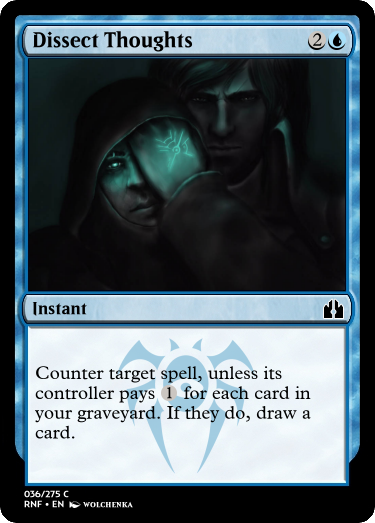 Dissect Thoughts 2
Instant
Counter target spell, unless its
controller pays 1 for each card in
your graveyard. If they do, draw a
card.
036/275 C
RNF • EN WOLCHENKA